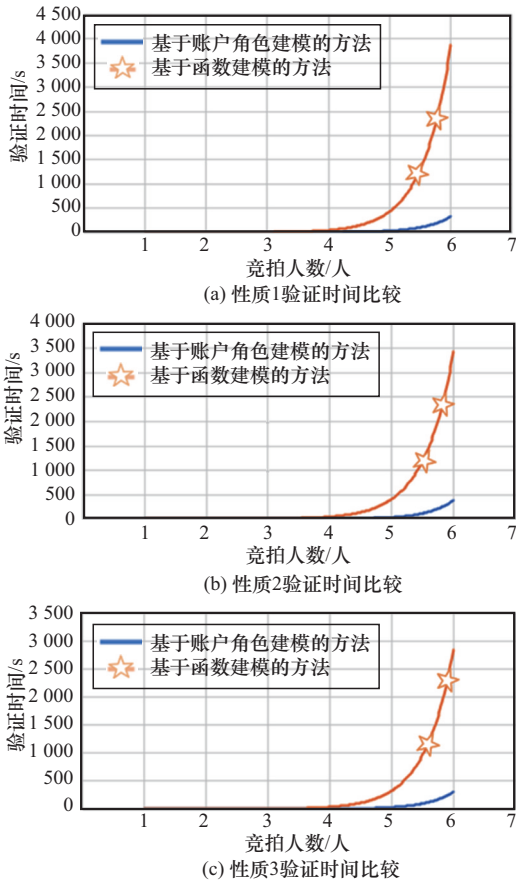 4 500
4 000
3 500
3 000
2 500
2 000
1 500
1 000
500
0
验证时间/s
基于账户角色建模的方法
基于函数建模的方法
1 2 3 4 5 6 7
竞拍人数/人
(a) 性质1验证时间比较
4 000
3 500
3 000
2 500
2 000
1 500
1 000
500
0
验证时间/s
基于账户角色建模的方法
基于函数建模的方法
1 2 3 4 5 6 7
竞拍人数/人
(b) 性质2验证时间比较
3 500
3 000
2 500
2 000
1 000
500
0
验证时间/s
基于账户角色建模的方法
基于函数建模的方法
1 2 3 4 5 6 7
竞拍人数/人
(c) 性质3验证时间比较